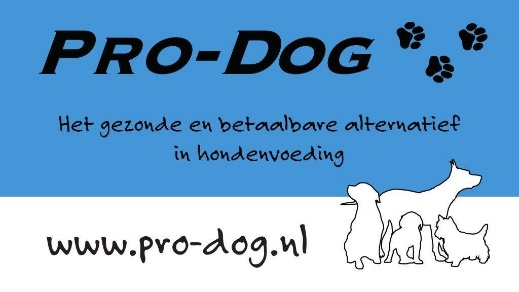 Pro-Dog
Het gezonde en betaalbare alternatief
in hondenvoeding
www.pro-dog.nl